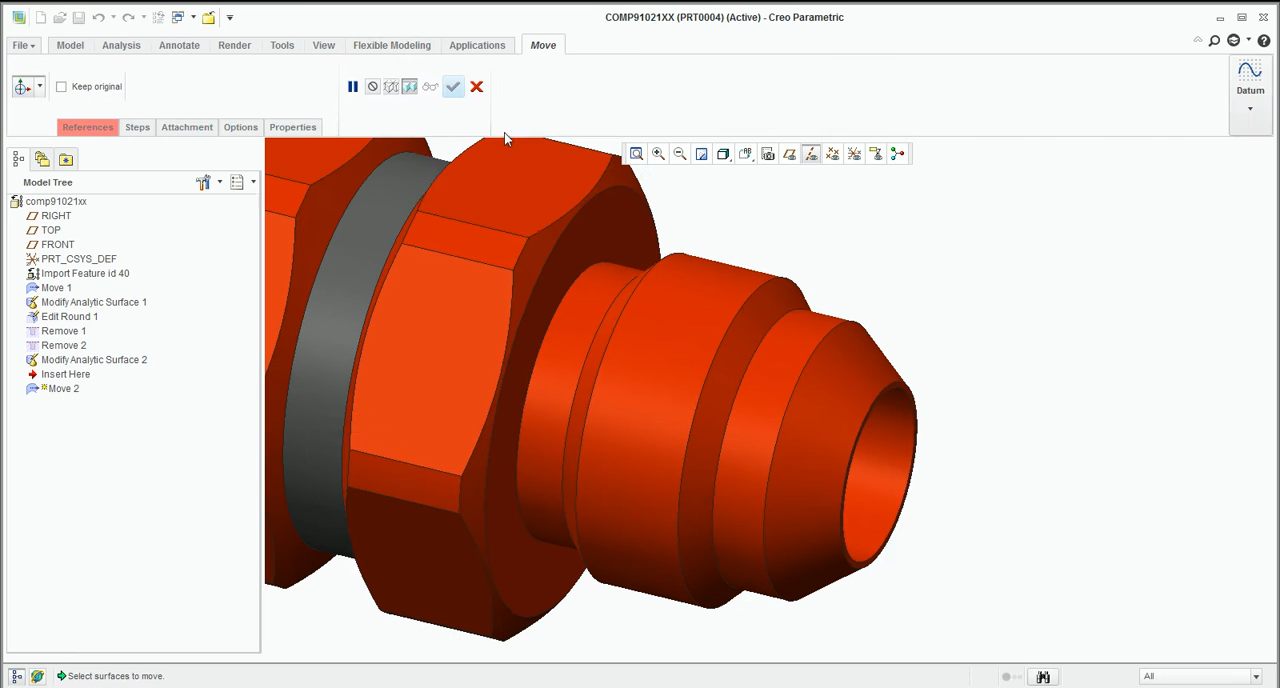 COMP91021XX (PRT0004) (Active) - Creo Parametric
File Model Analysis Annotate Render Tools View Flexible Modeling Applications Move
Keep original
Datum
References Steps Attachment Options Properties
Model Tree
comp91021xx
RIGHT
TOP
FRONT
PRT_CSYS_DEF
Import Feature id 40
Move 1
Modify Analytic Surface 1
Edit Round 1
Remove 1
Remove 2
Modify Analytic Surface 2
Insert Here
Move 2
Select surfaces to move.
All